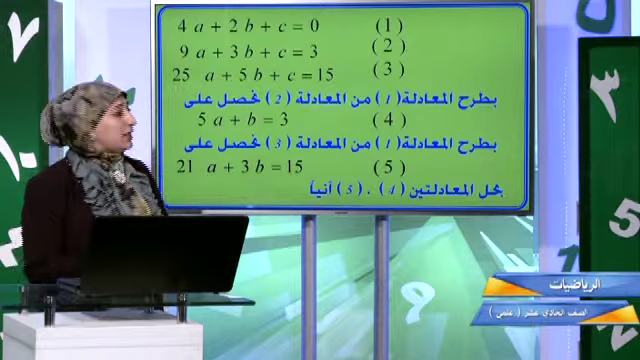 4 a + 2 b + c = 0 (1)
9 a + 3 b + c = 3 (2)
25 a + 5 b + c = 15 (3)
بطرح المعادلة (1) من المعادلة (2) نحصل على
5 a + b = 3 (4)
بطرح المعادلة (1) من المعادلة (3) نحصل على
21 a + 3 b = 15 (5)
بحل المعادلتين (4) ، (5) آنياً
الرياضيات
الصف الحادي عشر ( علمي )